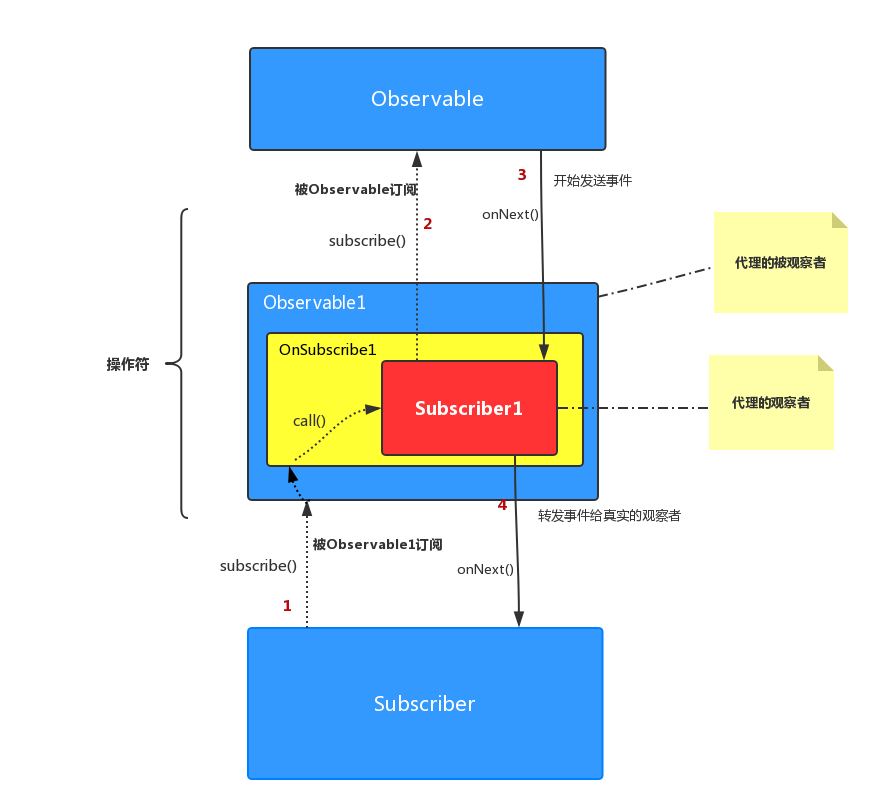 Observable
被Observable订阅
3
开始发送事件
onNext()
2
subscribe()
代理的被观察者
Observable1
OnSubscribe1
操作符
Subscriber1
代理的观察者
call()
4
转发事件给真实的观察者
被Observable1订阅
subscribe()
onNext()
1
Subscriber